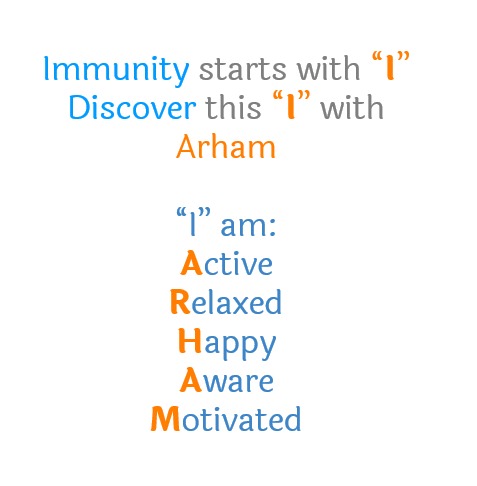 Immunity starts with “I”
Discover this “I” with
Arham
“I” am:
Active
Relaxed
Happy
Aware
Motivated